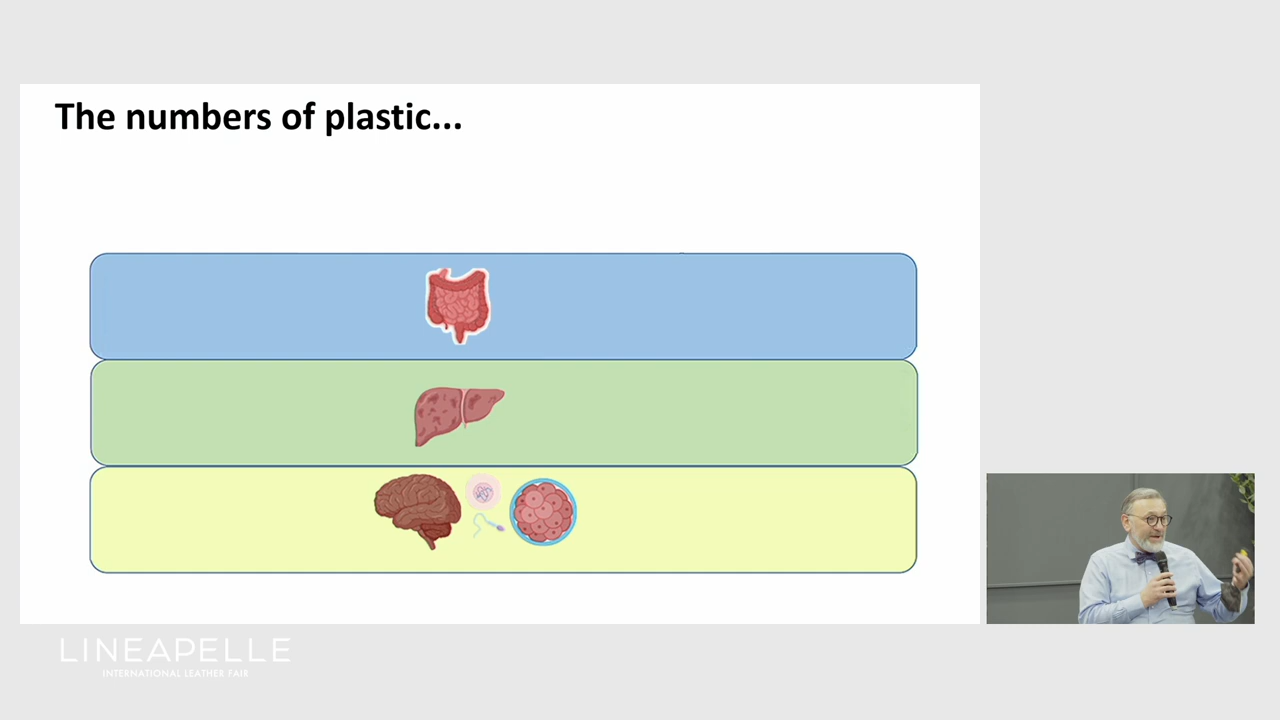 The numbers of plastic...
LINEAPELLE
INTERNATIONAL LEATHER FAIR